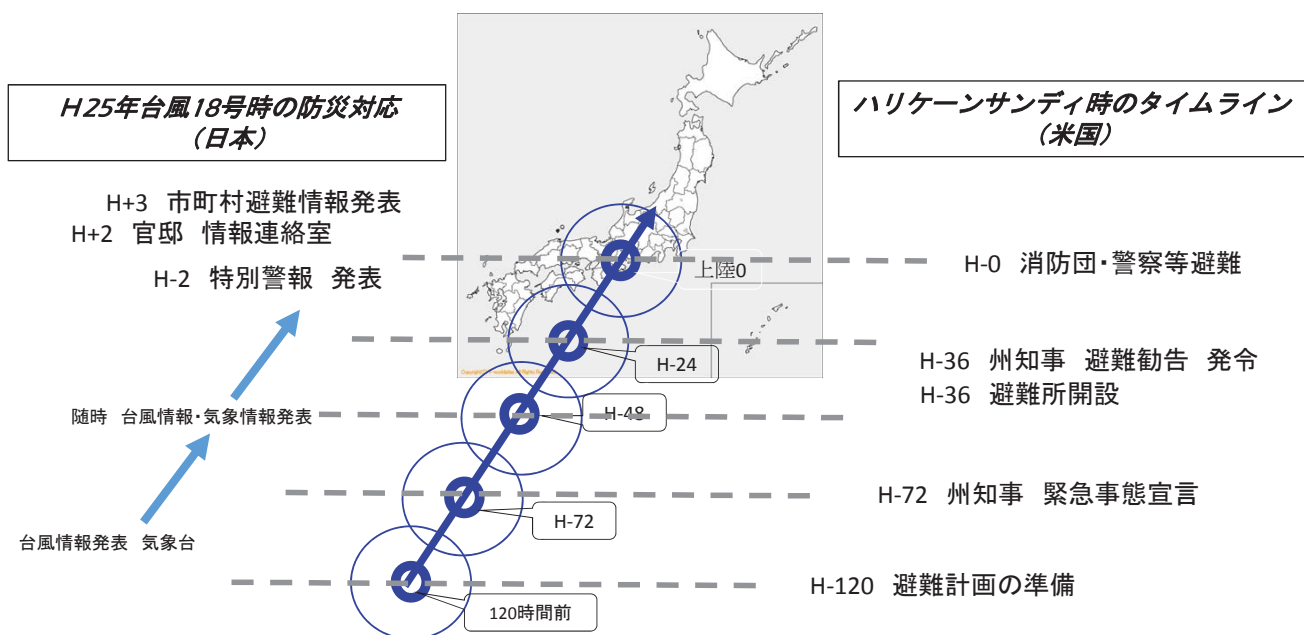 H25年台風18号時の防災対応
（日本）
ハリケーンサンディ時のタイムライン
（米国）
H+3 市町村避難情報発表
H+2 官邸 情報連絡室
H-2 特別警報 発表
随時 台風情報・気象情報発表
台風情報発表 気象台
上陸0
H-24
H-48
H-72
120時間前
H-0 消防団・警察等避難
H-36 州知事 避難勧告 発令
H-36 避難所開設
H-72 州知事 緊急事態宣言
H-120 避難計画の準備